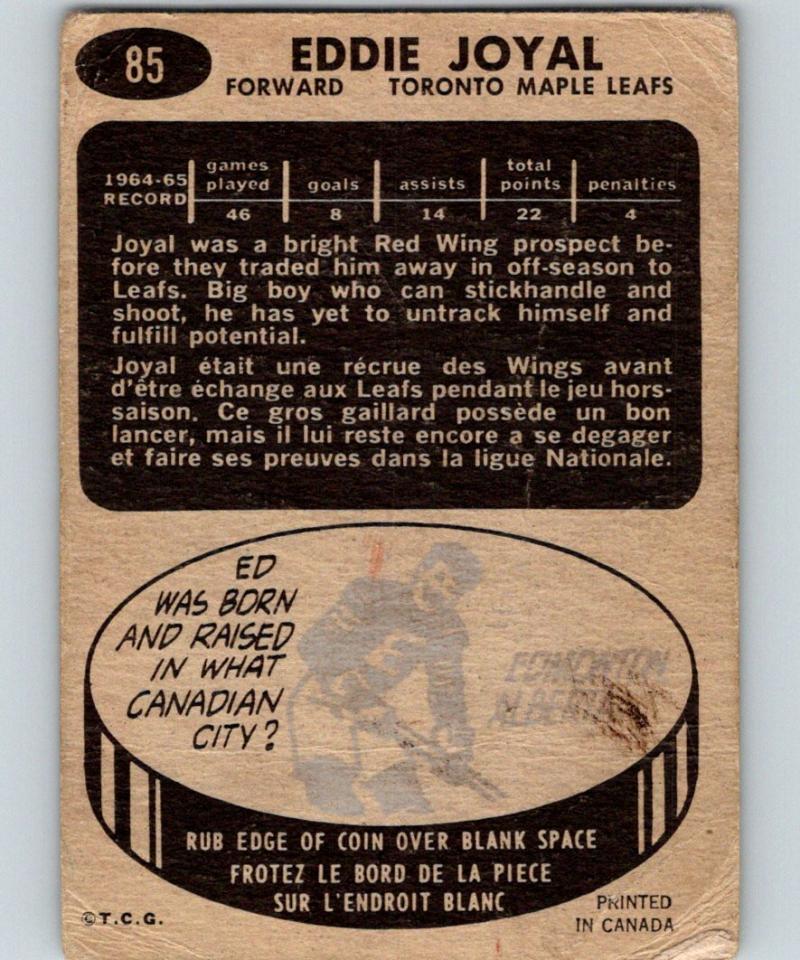 85
EDDIE JOYAL
FORWARD TORONTO MAPLE LEAFS
1964-65 RECORD games played goals assists total points penalties
46 8 14 22 4
Joyal was a bright Red Wing prospect be-
fore they traded him away in off-season to
Leafs. Big boy who can stickhandle and
shoot, he has yet to untrack himself and
fulfill potential.
Joyal était une récrue des Wings avant
d'être échange aux Leafs pendant le jeu hors-
saison. Ce gros gaillard possède un bon
lancer, mais il lui reste encore a se degager
et faire ses preuves dans la ligue Nationale.
ED
WAS BORN
AND RAISED
IN WHAT
CANADIAN
CITY?
EDMONTON
ALBERTA
RUB EDGE OF COIN OVER BLANK SPACE
FROTEZ LE BORD DE LA PIECE
SUR L'ENDROIT BLANC
©T.C.G.
PRINTED
IN CANADA